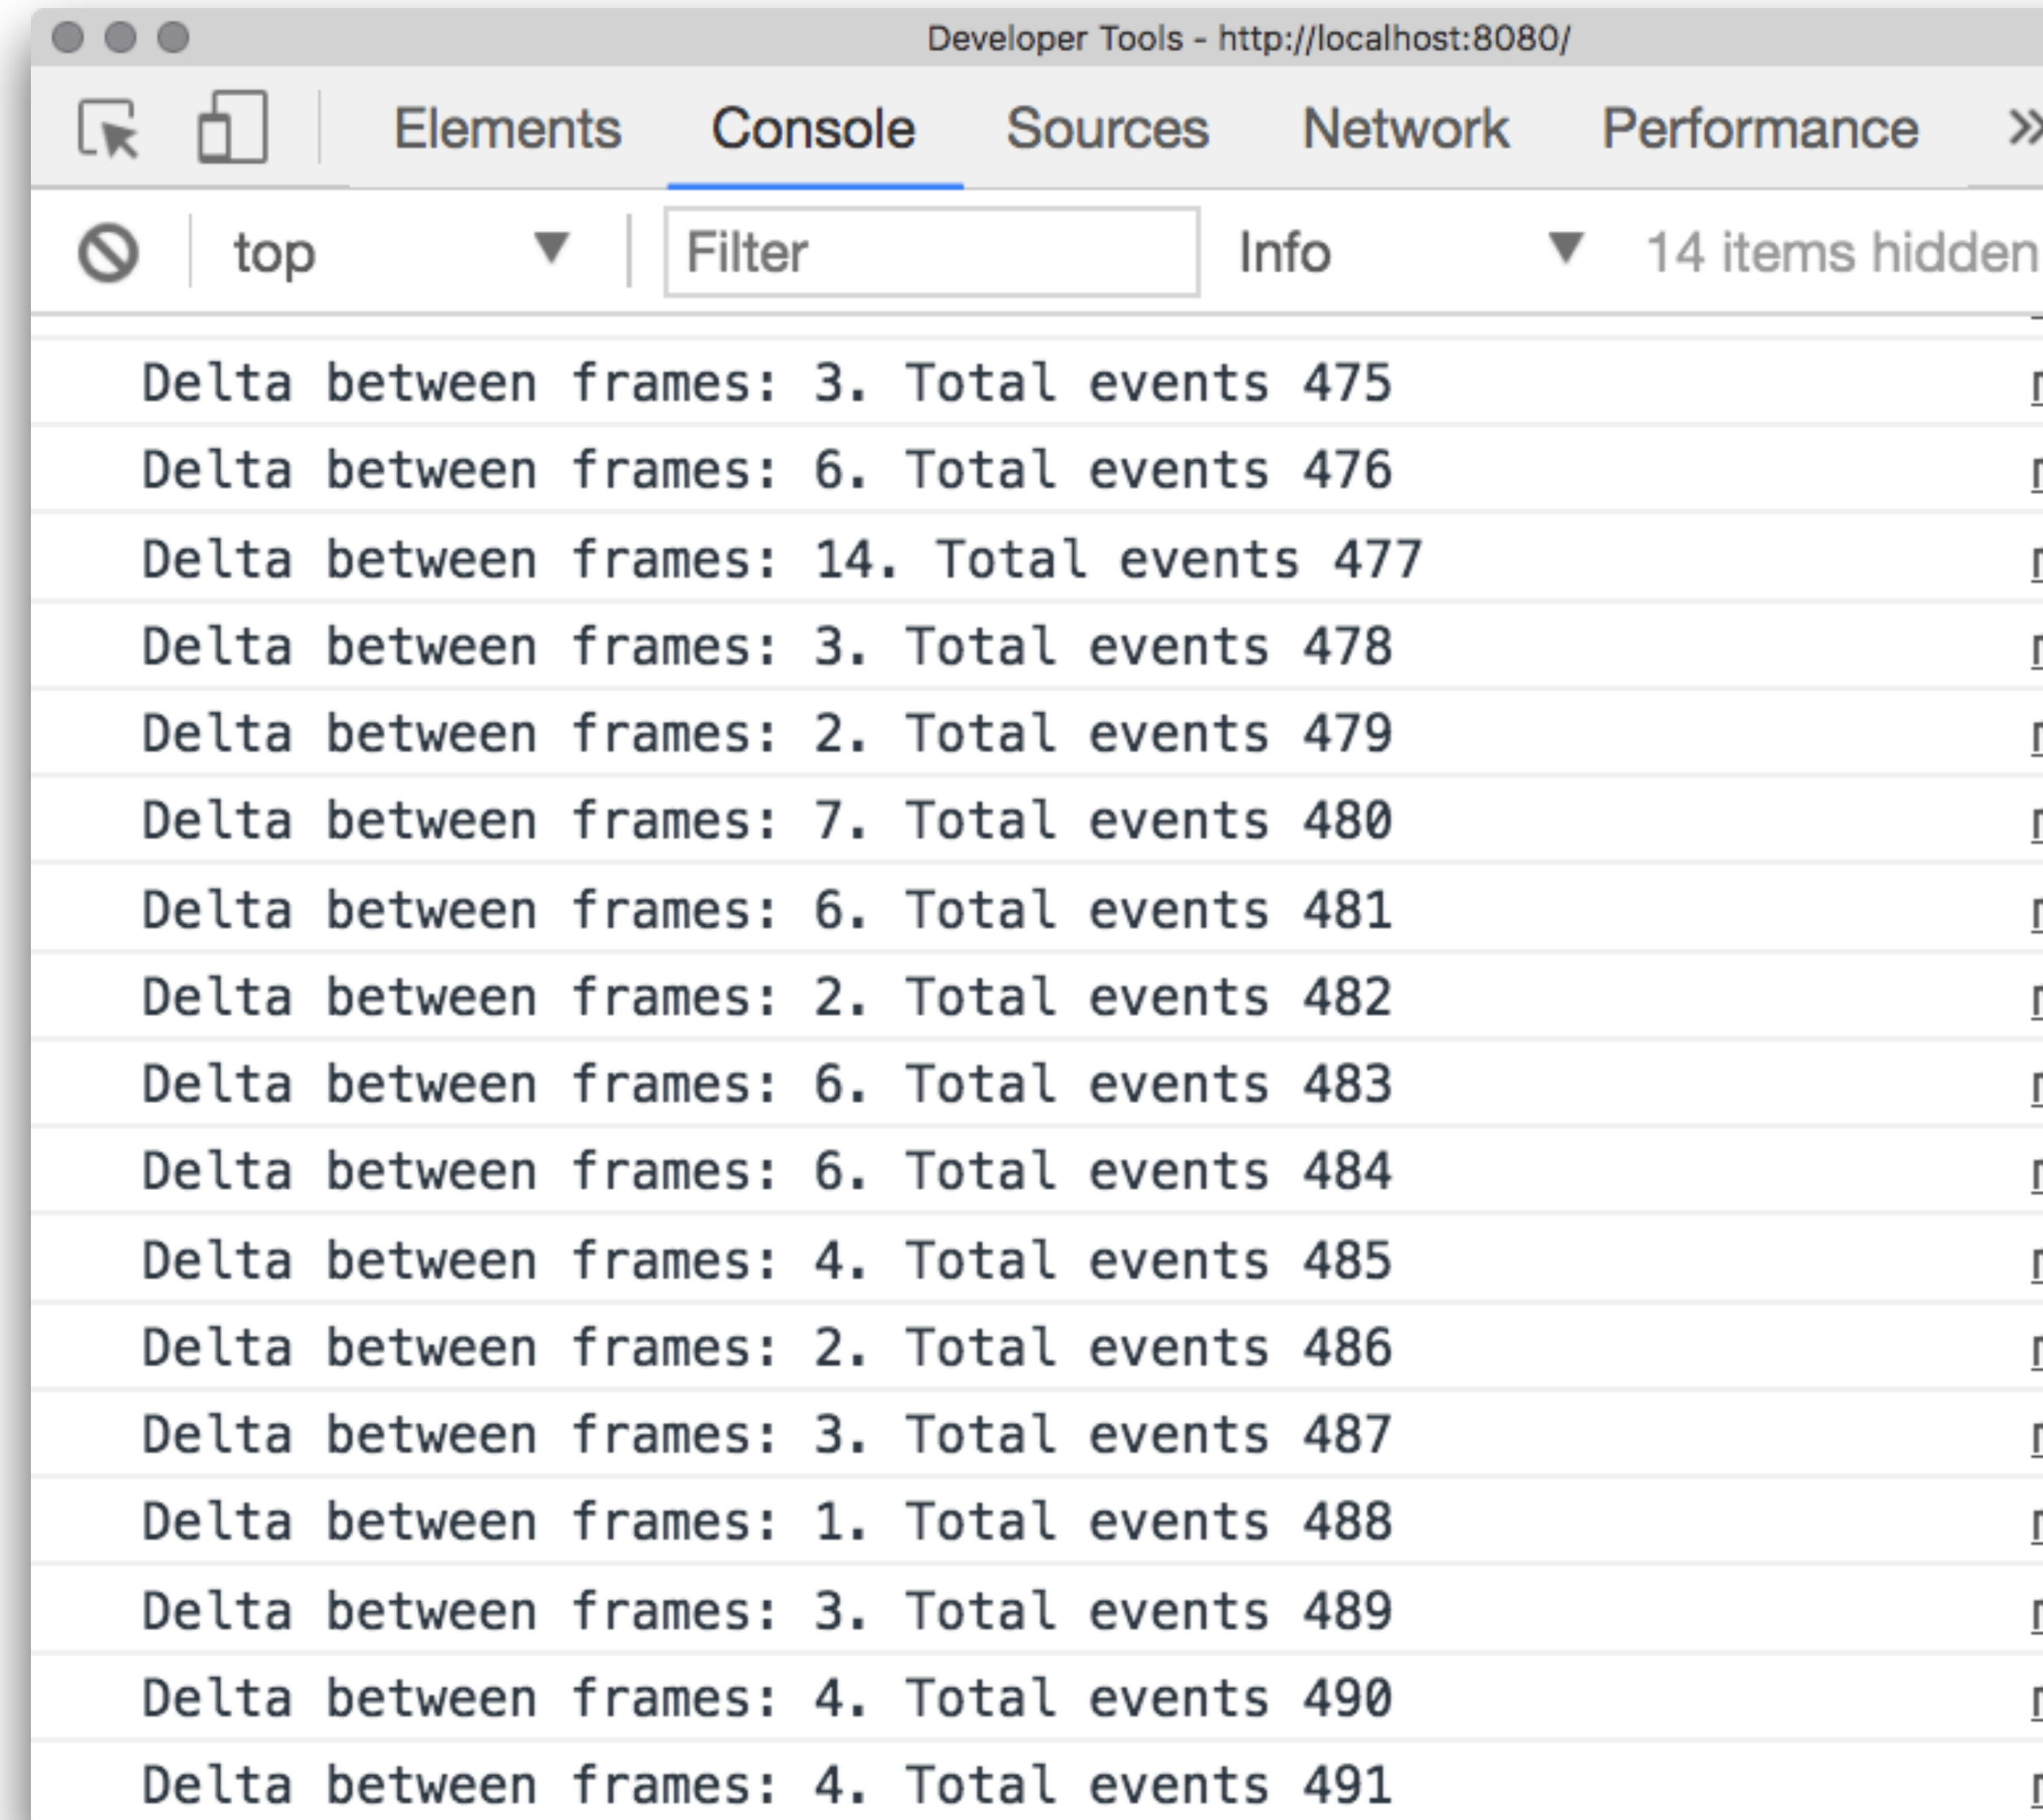 Developer Tools - http://localhost:8080/
Elements Console Sources Network Performance »
top ▼ Filter Info ▼ 14 items hidden
Delta between frames: 3. Total events 475
Delta between frames: 6. Total events 476
Delta between frames: 14. Total events 477
Delta between frames: 3. Total events 478
Delta between frames: 2. Total events 479
Delta between frames: 7. Total events 480
Delta between frames: 6. Total events 481
Delta between frames: 2. Total events 482
Delta between frames: 6. Total events 483
Delta between frames: 6. Total events 484
Delta between frames: 4. Total events 485
Delta between frames: 2. Total events 486
Delta between frames: 3. Total events 487
Delta between frames: 1. Total events 488
Delta between frames: 3. Total events 489
Delta between frames: 4. Total events 490
Delta between frames: 4. Total events 491